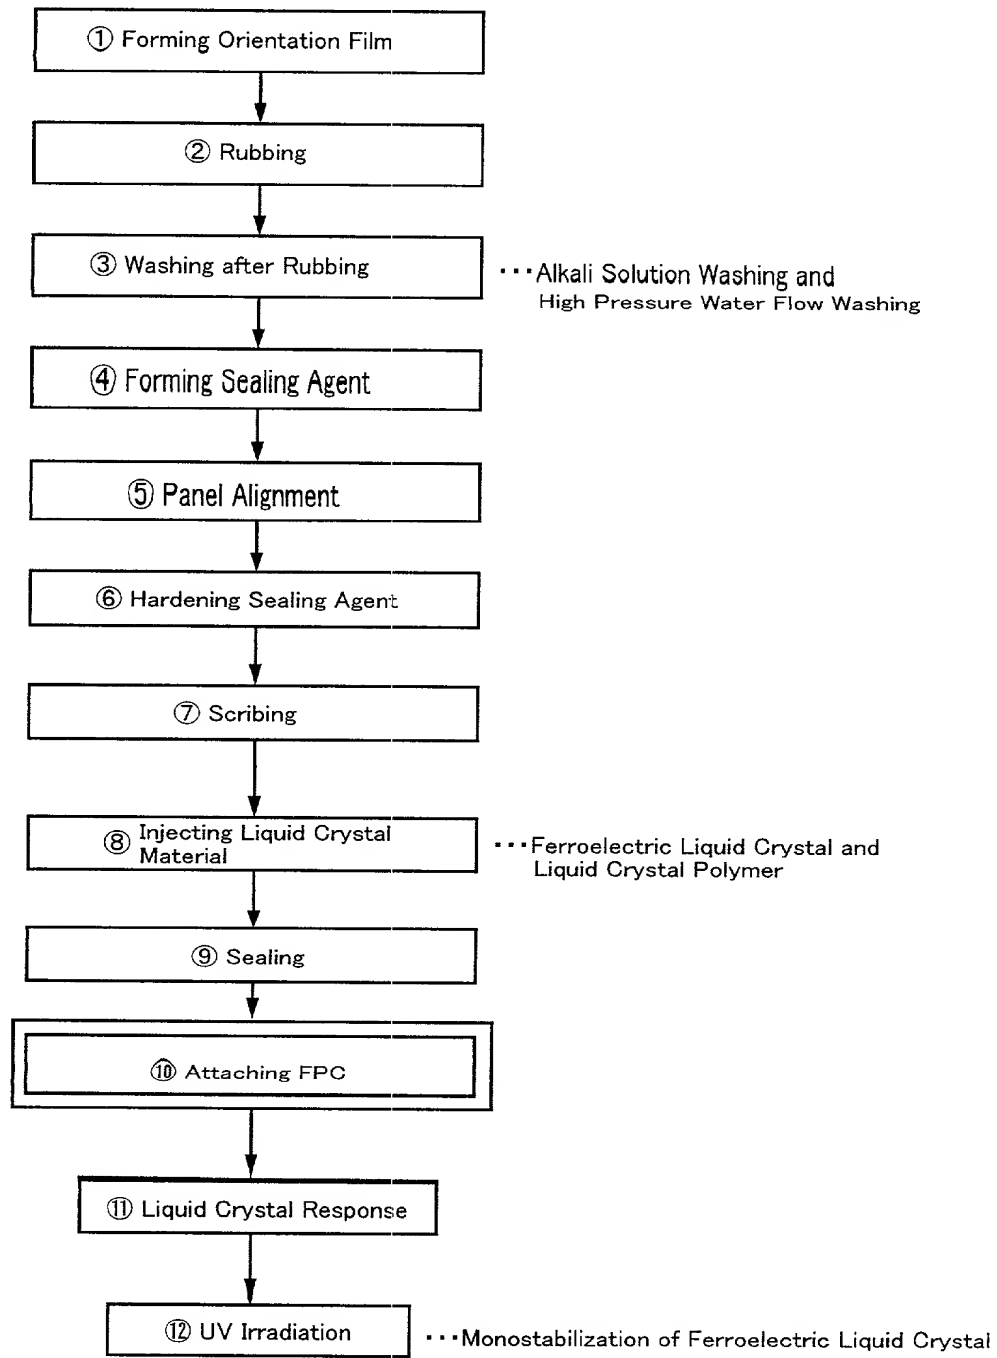 ① Forming Orientation Film
② Rubbing
③ Washing after Rubbing
･･･Alkali Solution Washing and
High Pressure Water Flow Washing
④ Forming Sealing Agent
⑤ Panel Alignment
⑥ Hardening Sealing Agent
⑦ Scribing
⑧ Injecting Liquid Crystal
Material
･･･Ferroelectric Liquid Crystal and
Liquid Crystal Polymer
⑨ Sealing
⑩ Attaching FPC
⑪ Liquid Crystal Response
⑫ UV Irradiation
･･･Monostabilization of Ferroelectric Liquid Crystal